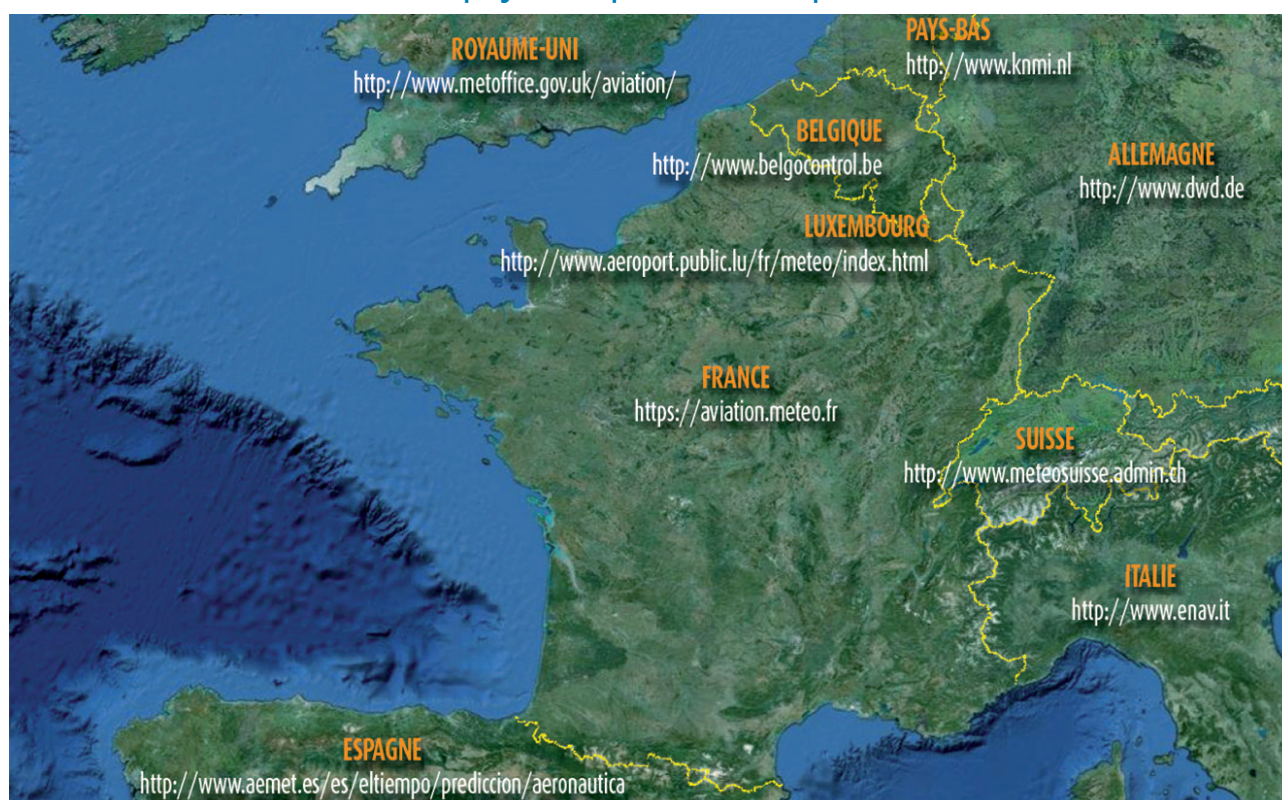 ROYAUME-UNI
http://www.metoffice.gov.uk/aviation/
PAYS-BAS
http://www.knmi.nl
BELGIQUE
http://www.belgocontrol.be
ALLEMAGNE
http://www.dwd.de
LUXEMBOURG
http://www.aeroport.public.lu/fr/meteo/index.html
FRANCE
https://aviation.meteo.fr
SUISSE
http://www.meteosuisse.admin.ch
ITALIE
http://www.enav.it
ESPAGNE
http://www.aemet.es/es/eltiempo/prediccion/aeronautica